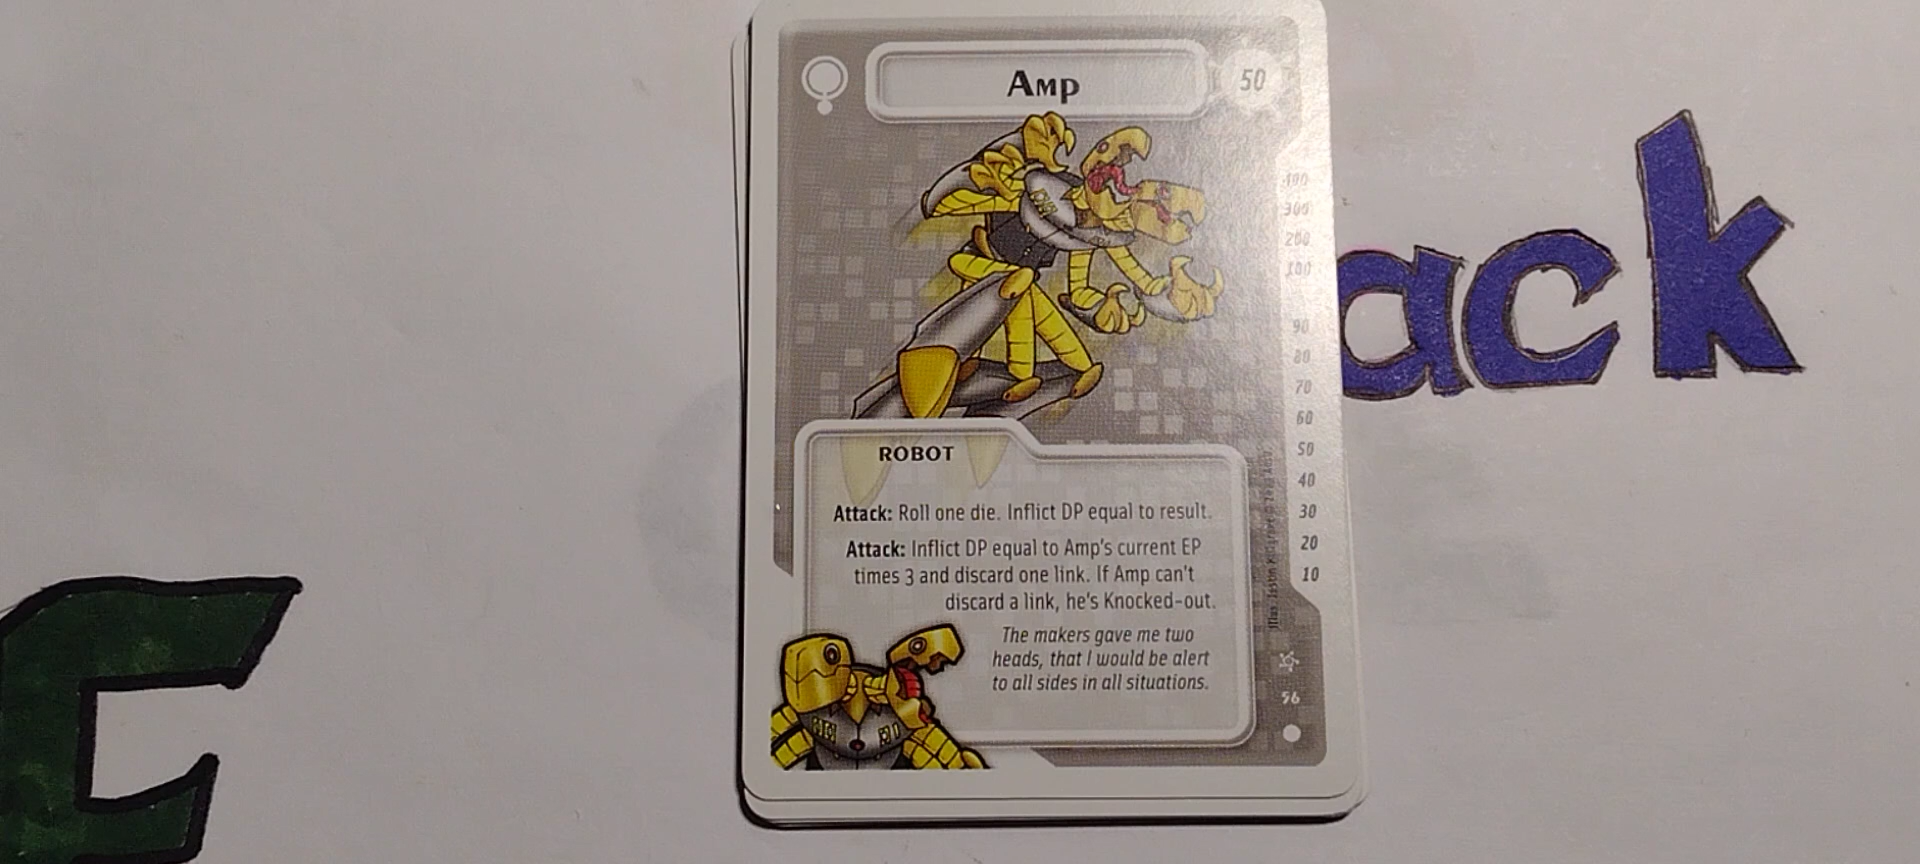 Amp
50
400
300
200
100
90
80
70
60
50
40
30
20
10
ack
ROBOT
Attack: Roll one die. Inflict DP equal to result.
Attack: Inflict DP equal to Amp's current EP
times 3 and discard one link. If Amp can't
discard a link, he's Knocked-out.
The makers gave me two
heads, that I would be alert
to all sides in all situations.
96